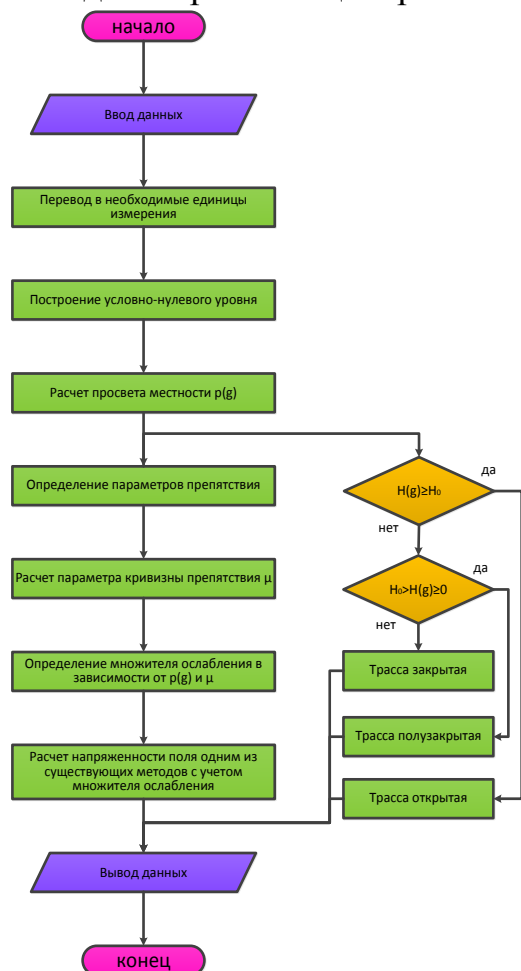 начало
Ввод данных
Перевод в необходимые единицы
измерения
Построение условно-нулевого уровня
Расчет просвета местности p(g)
Определение параметров препятствия
Расчет параметра кривизны препятствия μ
Определение множителя ослабления в
зависимости от p(g) и μ
Расчет напряженности поля одним из
существующих методов с учетом
множителя ослабления
Вывод данных
конец
да
H(g)≥H₀
нет
да
H₀>H(g)≥0
нет
Трасса закрытая
Трасса полузакрытая
Трасса открытая